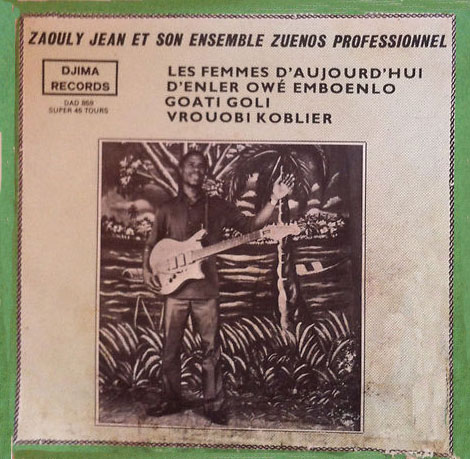 ZAOULY JEAN ET SON ENSEMBLE ZUENOS PROFESSIONNEL
DJIMA
RECORDS
DAD 859
SUPER 45 TOURS
LES FEMMES D'AUJOURD'HUI
D'ENLER OWÉ EMBOENLO
GOATI GOLI
VROUOBI KOBLIER